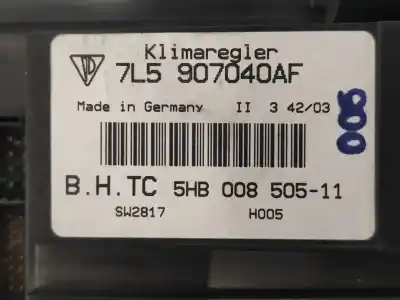 Klimaregler
7L5 907040AF
Made in Germany II 3 42/03
B.H.TC 5HB 008 505-11
SW2817 H005